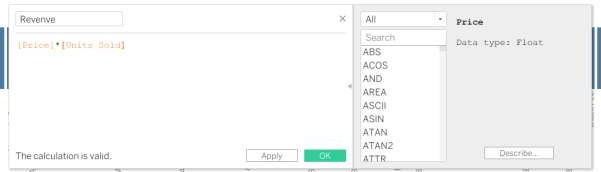 Revenve
[Price]*[Units Sold]
The calculation is valid.
Apply
OK
All
Search
ABS
ACOS
AND
AREA
ASCII
ASIN
ATAN
ATAN2
ATTR
Price
Data type: Float
Describe...